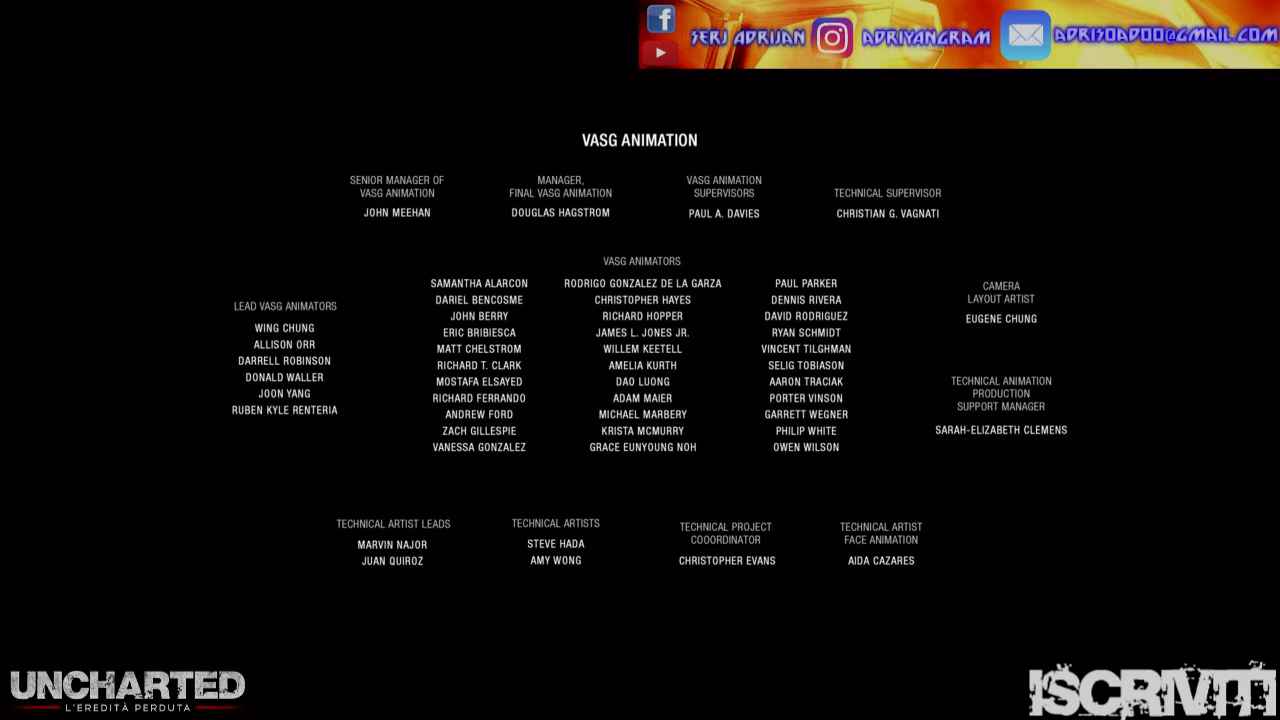 SERJ ADRIJAN
ADRIYANGRAM
VASG ANIMATION
SENIOR MANAGER OF
VASG ANIMATION
JOHN MEEHAN
MANAGER,
FINAL VASG ANIMATION
DOUGLAS HAGSTROM
VASG ANIMATION
SUPERVISORS
PAUL A. DAVIES
TECHNICAL SUPERVISOR
CHRISTIAN G. VAGNATI
LEAD VASG ANIMATORS
WING CHUNG
ALLISON ORR
DARRELL ROBINSON
DONALD WALLER
JOON YANG
RUBEN KYLE RENTERIA
VASG ANIMATORS
SAMANTHA ALARCON
DARIEL BENCOSME
JOHN BERRY
ERIC BRIBIESCA
MATT CHELSTROM
RICHARD T. CLARK
MOSTAFA ELSAYED
RICHARD FERRANDO
ANDREW FORD
ZACH GILLESPIE
VANESSA GONZALEZ
RODRIGO GONZALEZ DE LA GARZA
CHRISTOPHER HAYES
RICHARD HOPPER
JAMES L. JONES JR.
WILLEM KEETELL
AMELIA KURTH
DAO LUONG
ADAM MAIER
MICHAEL MARBERY
KRISTA MCMURRY
GRACE EUNYOUNG NOH
PAUL PARKER
DENNIS RIVERA
DAVID RODRIGUEZ
RYAN SCHMIDT
VINCENT TILGHMAN
SELIG TOBIASON
AARON TRACIAK
PORTER VINSON
GARRETT WEGNER
PHILIP WHITE
OWEN WILSON
CAMERA
LAYOUT ARTIST
EUGENE CHUNG
TECHNICAL ANIMATION
PRODUCTION
SUPPORT MANAGER
SARAH-ELIZABETH CLEMENS
TECHNICAL ARTIST LEADS
MARVIN NAJOR
JUAN QUIROZ
TECHNICAL ARTISTS
STEVE HADA
AMY WONG
TECHNICAL PROJECT
COOORDINATOR
CHRISTOPHER EVANS
TECHNICAL ARTIST
FACE ANIMATION
AIDA CAZARES
UNCHARTED
L'EREDITÀ PERDUTA
ISCRIVITI